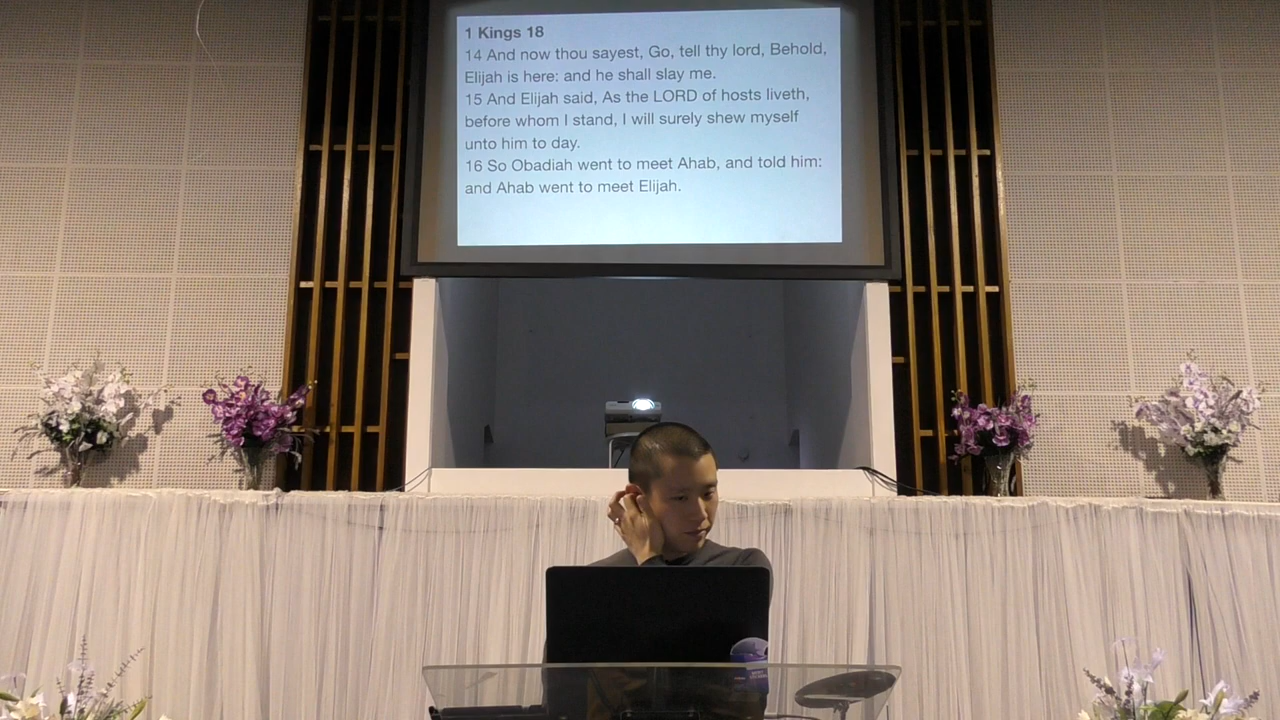 1 Kings 18
14 And now thou sayest, Go, tell thy lord, Behold,
Elijah is here: and he shall slay me.
15 And Elijah said, As the LORD of hosts liveth,
before whom I stand, I will surely shew myself
unto him to day.
16 So Obadiah went to meet Ahab, and told him:
and Ahab went to meet Elijah.